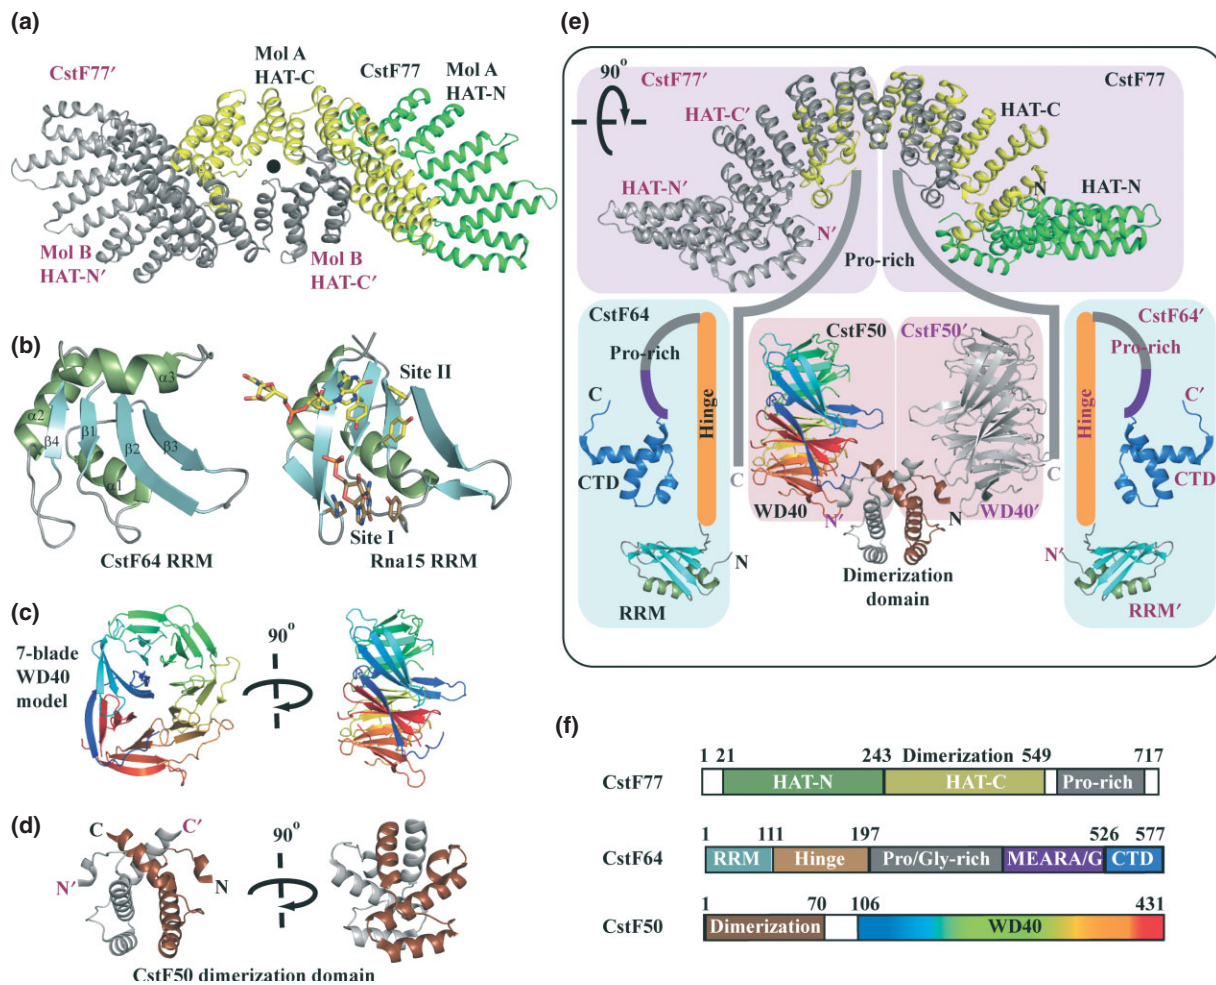 (a)
CstF77′
Mol A
HAT-C
CstF77
Mol A
HAT-N
Mol B
HAT-N′
Mol B
HAT-C′
(b)
α3
α2
β4
β1
β2
β3
α1
CstF64 RRM
Site II
Site I
Rna15 RRM
(c)
7-blade
WD40
model
90°
(d)
C
C′
N′
N
90°
CstF50 dimerization domain
(e)
90°
CstF77′
CstF77
HAT-C′
HAT-C
HAT-N′
N
HAT-N
N′
Pro-rich
CstF64
Pro-rich
C
Hinge
CTD
C
N
RRM
CstF50
CstF50′
WD40
N′
N
WD40′
Dimerization
domain
CstF64′
Pro-rich
Hinge
C′
CTD
C
N′
RRM′
(f)
1 21 243 Dimerization 549 717
CstF77 HAT-N HAT-C Pro-rich
1 111 197 526 577
CstF64 RRM Hinge Pro/Gly-rich MEARA/G CTD
1 70 106 431
CstF50 Dimerization WD40